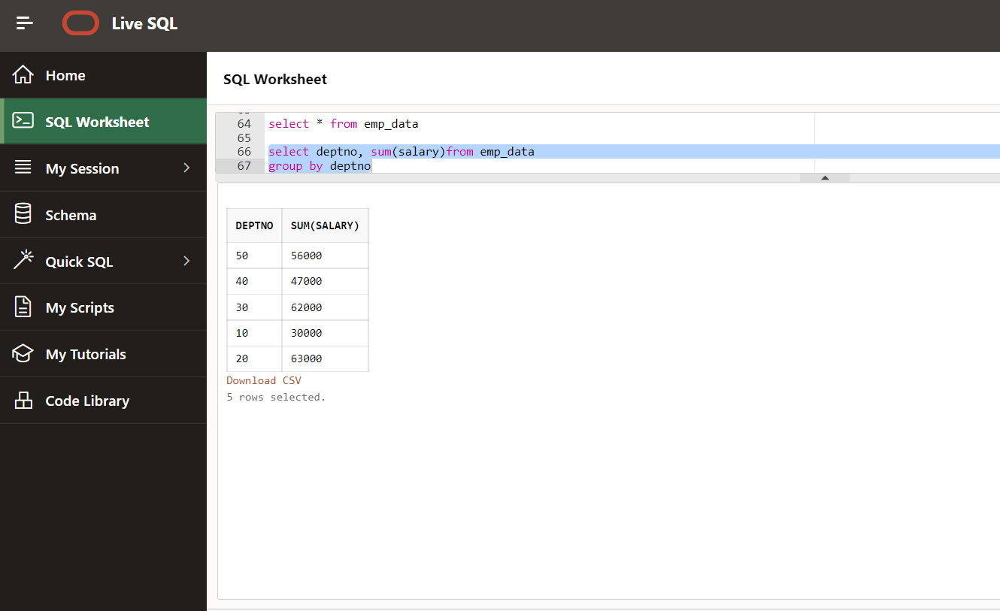 Live SQL
Home
SQL Worksheet
My Session
Schema
Quick SQL
My Scripts
My Tutorials
Code Library
SQL Worksheet
64 select * from emp_data
65
66 select deptno, sum(salary)from emp_data
67 group by deptno
DEPTNO SUM(SALARY)
50 56000
40 47000
30 62000
10 30000
20 63000
Download CSV
5 rows selected.